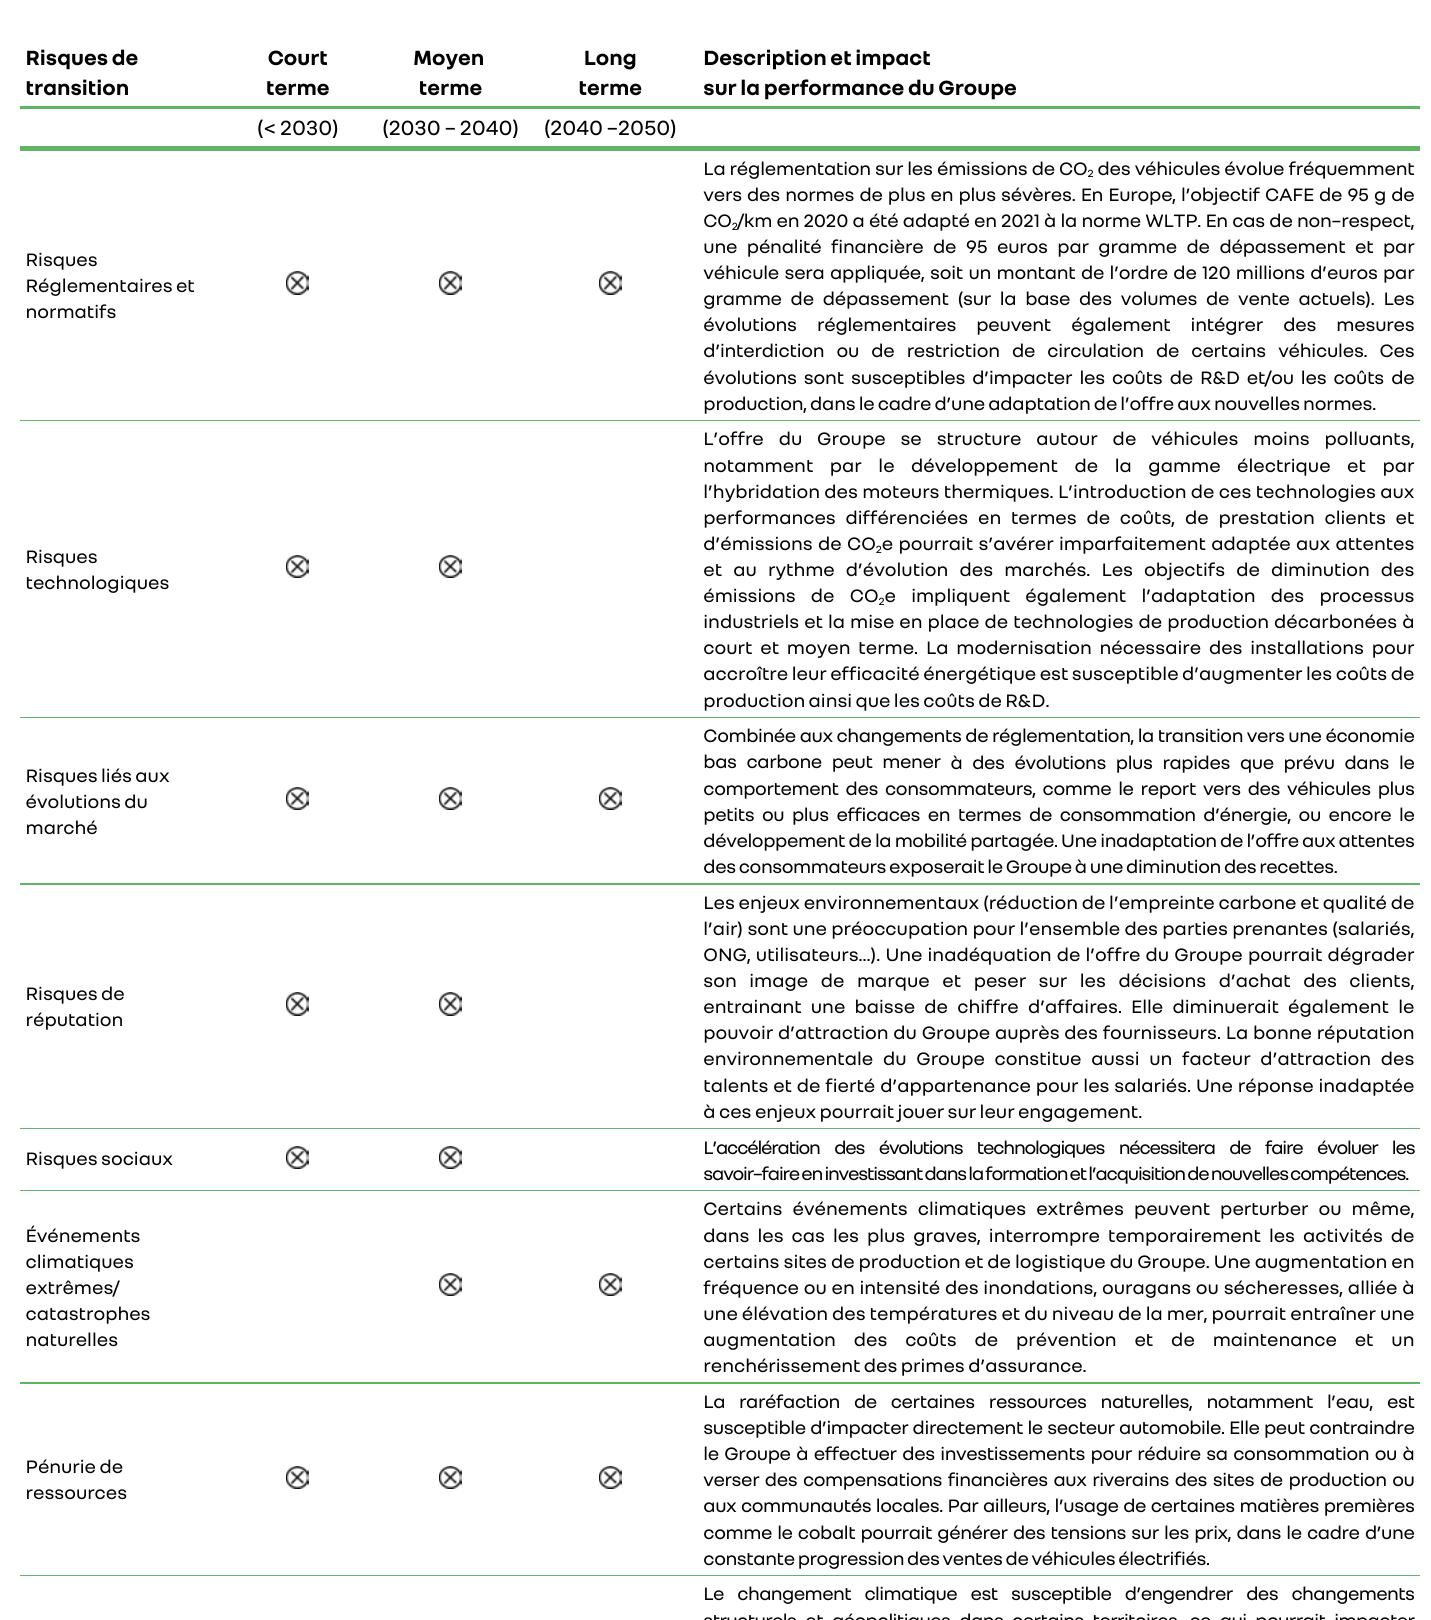 Risques de transition
Court terme
Moyen terme
Long terme
Description et impact
sur la performance du Groupe
(< 2030)
(2030 – 2040)
(2040 –2050)
Risques
Réglementaires et
normatifs
La réglementation sur les émissions de CO₂ des véhicules évolue fréquemment
vers des normes de plus en plus sévères. En Europe, l’objectif CAFE de 95 g de
CO₂/km en 2020 a été adapté en 2021 à la norme WLTP. En cas de non-respect,
une pénalité financière de 95 euros par gramme de dépassement et par
véhicule sera appliquée, soit un montant de l’ordre de 120 millions d’euros par
gramme de dépassement (sur la base des volumes de vente actuels). Les
évolutions réglementaires peuvent également intégrer des mesures
d’interdiction ou de restriction de circulation de certains véhicules. Ces
évolutions sont susceptibles d’impacter les coûts de R&D et/ou les coûts de
production, dans le cadre d’une adaptation de l’offre aux nouvelles normes.
Risques
technologiques
L’offre du Groupe se structure autour de véhicules moins polluants,
notamment par le développement de la gamme électrique et par
l’hybridation des moteurs thermiques. L’introduction de ces technologies aux
performances différenciées en termes de coûts, de prestation clients et
d’émissions de CO₂e pourrait s’avérer imparfaitement adaptée aux attentes
et au rythme d’évolution des marchés. Les objectifs de diminution des
émissions de CO₂e impliquent également l’adaptation des processus
industriels et la mise en place de technologies de production décarbonées à
court et moyen terme. La modernisation nécessaire des installations pour
accroître leur efficacité énergétique est susceptible d’augmenter les coûts de
production ainsi que les coûts de R&D.
Risques liés aux
évolutions du
marché
Combinée aux changements de réglementation, la transition vers une économie
bas carbone peut mener à des évolutions plus rapides que prévu dans le
comportement des consommateurs, comme le report vers des véhicules plus
petits ou plus efficaces en termes de consommation d’énergie, ou encore le
développement de la mobilité partagée. Une inadaptation de l’offre aux attentes
des consommateurs exposerait le Groupe à une diminution des recettes.
Risques de
réputation
Les enjeux environnementaux (réduction de l’empreinte carbone et qualité de
l’air) sont une préoccupation pour l’ensemble des parties prenantes (salariés,
ONG, utilisateurs…). Une inadéquation de l’offre du Groupe pourrait dégrader
son image de marque et peser sur les décisions d’achat des clients,
entrainant une baisse de chiffre d’affaires. Elle diminuerait également le
pouvoir d’attraction du Groupe auprès des fournisseurs. La bonne réputation
environnementale du Groupe constitue aussi un facteur d’attraction des
talents et de fierté d’appartenance pour les salariés. Une réponse inadaptée
à ces enjeux pourrait jouer sur leur engagement.
Risques sociaux
L’accélération des évolutions technologiques nécessitera de faire évoluer les
savoir-faire en investissant dans la formation et l’acquisition de nouvelles compétences.
Événements
climatiques
extrêmes/
catastrophes
naturelles
Certains événements climatiques extrêmes peuvent perturber ou même,
dans les cas les plus graves, interrompre temporairement les activités de
certains sites de production et de logistique du Groupe. Une augmentation en
fréquence ou en intensité des inondations, ouragans ou sécheresses, alliée à
une élévation des températures et du niveau de la mer, pourrait entraîner une
augmentation des coûts de prévention et de maintenance et un
renchérissement des primes d’assurance.
Pénurie de
ressources
La raréfaction de certaines ressources naturelles, notamment l’eau, est
susceptible d’impacter directement le secteur automobile. Elle peut contraindre
le Groupe à effectuer des investissements pour réduire sa consommation ou à
verser des compensations financières aux riverains des sites de production ou
aux communautés locales. Par ailleurs, l’usage de certaines matières premières
comme le cobalt pourrait générer des tensions sur les prix, dans le cadre d’une
constante progression des ventes de véhicules électrifiés.
Le changement climatique est susceptible d’engendrer des changements
structurels et géopolitiques dans certains territoires, ce qui pourrait impacter